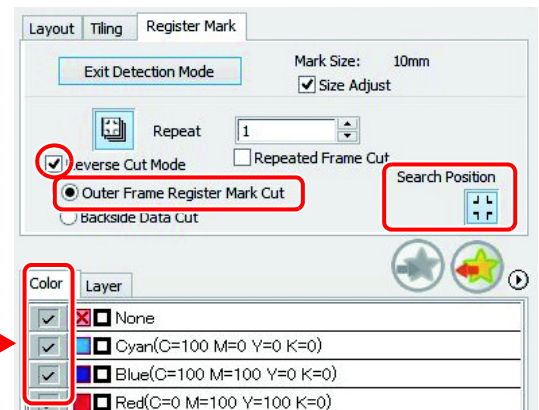 Layout Tiling Register Mark
Exit Detection Mode
Mark Size: 10mm
Size Adjust
Repeat 1
Reverse Cut Mode
Repeated Frame Cut
Outer Frame Register Mark Cut
Search Position
Backside Data Cut
Color Layer
None
Cyan(C=100 M=0 Y=0 K=0)
Blue(C=100 M=100 Y=0 K=0)
Red(C=0 M=100 Y=100 K=0)